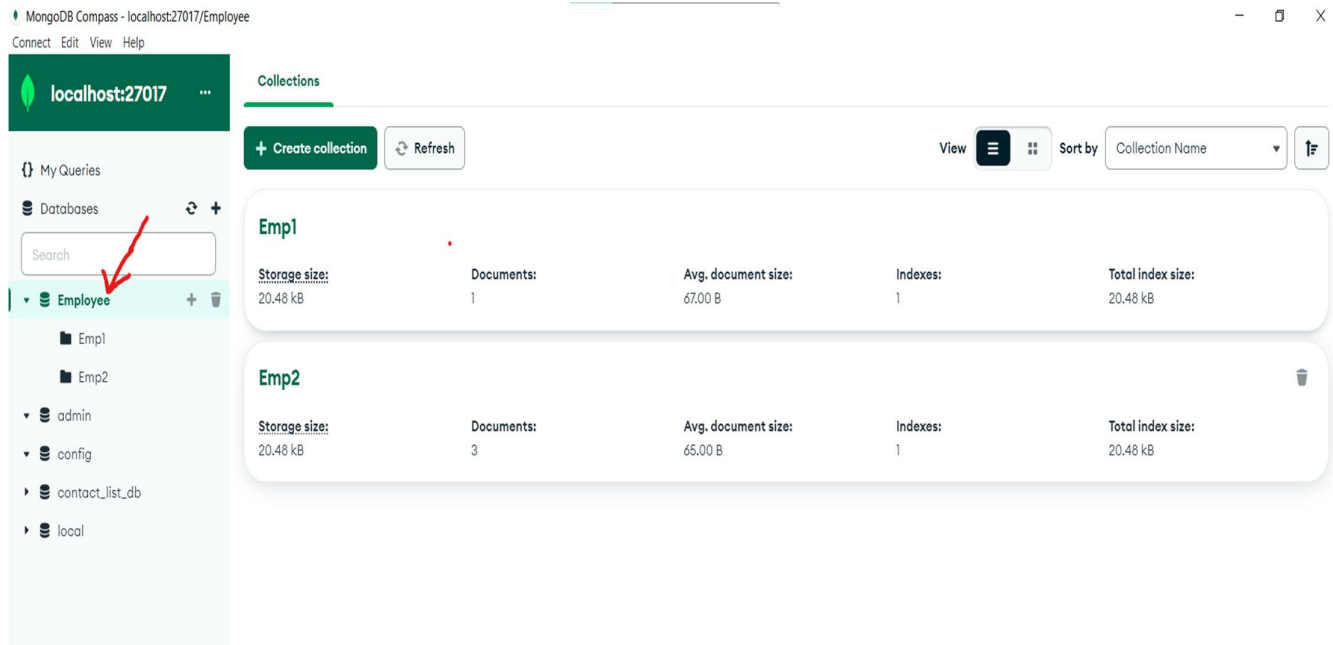 MongoDB Compass - localhost:27017/Employee
Connect Edit View Help
localhost:27017 ...
{} My Queries
Databases
Search
Employee
Emp1
Emp2
admin
config
contact_list_db
local
Collections
+ Create collection Refresh View Sort by Collection Name
Emp1
Storage size: Documents: Avg. document size: Indexes: Total index size:
20.48 kB 1 67.00 B 1 20.48 kB
Emp2
Storage size: Documents: Avg. document size: Indexes: Total index size:
20.48 kB 3 65.00 B 1 20.48 kB